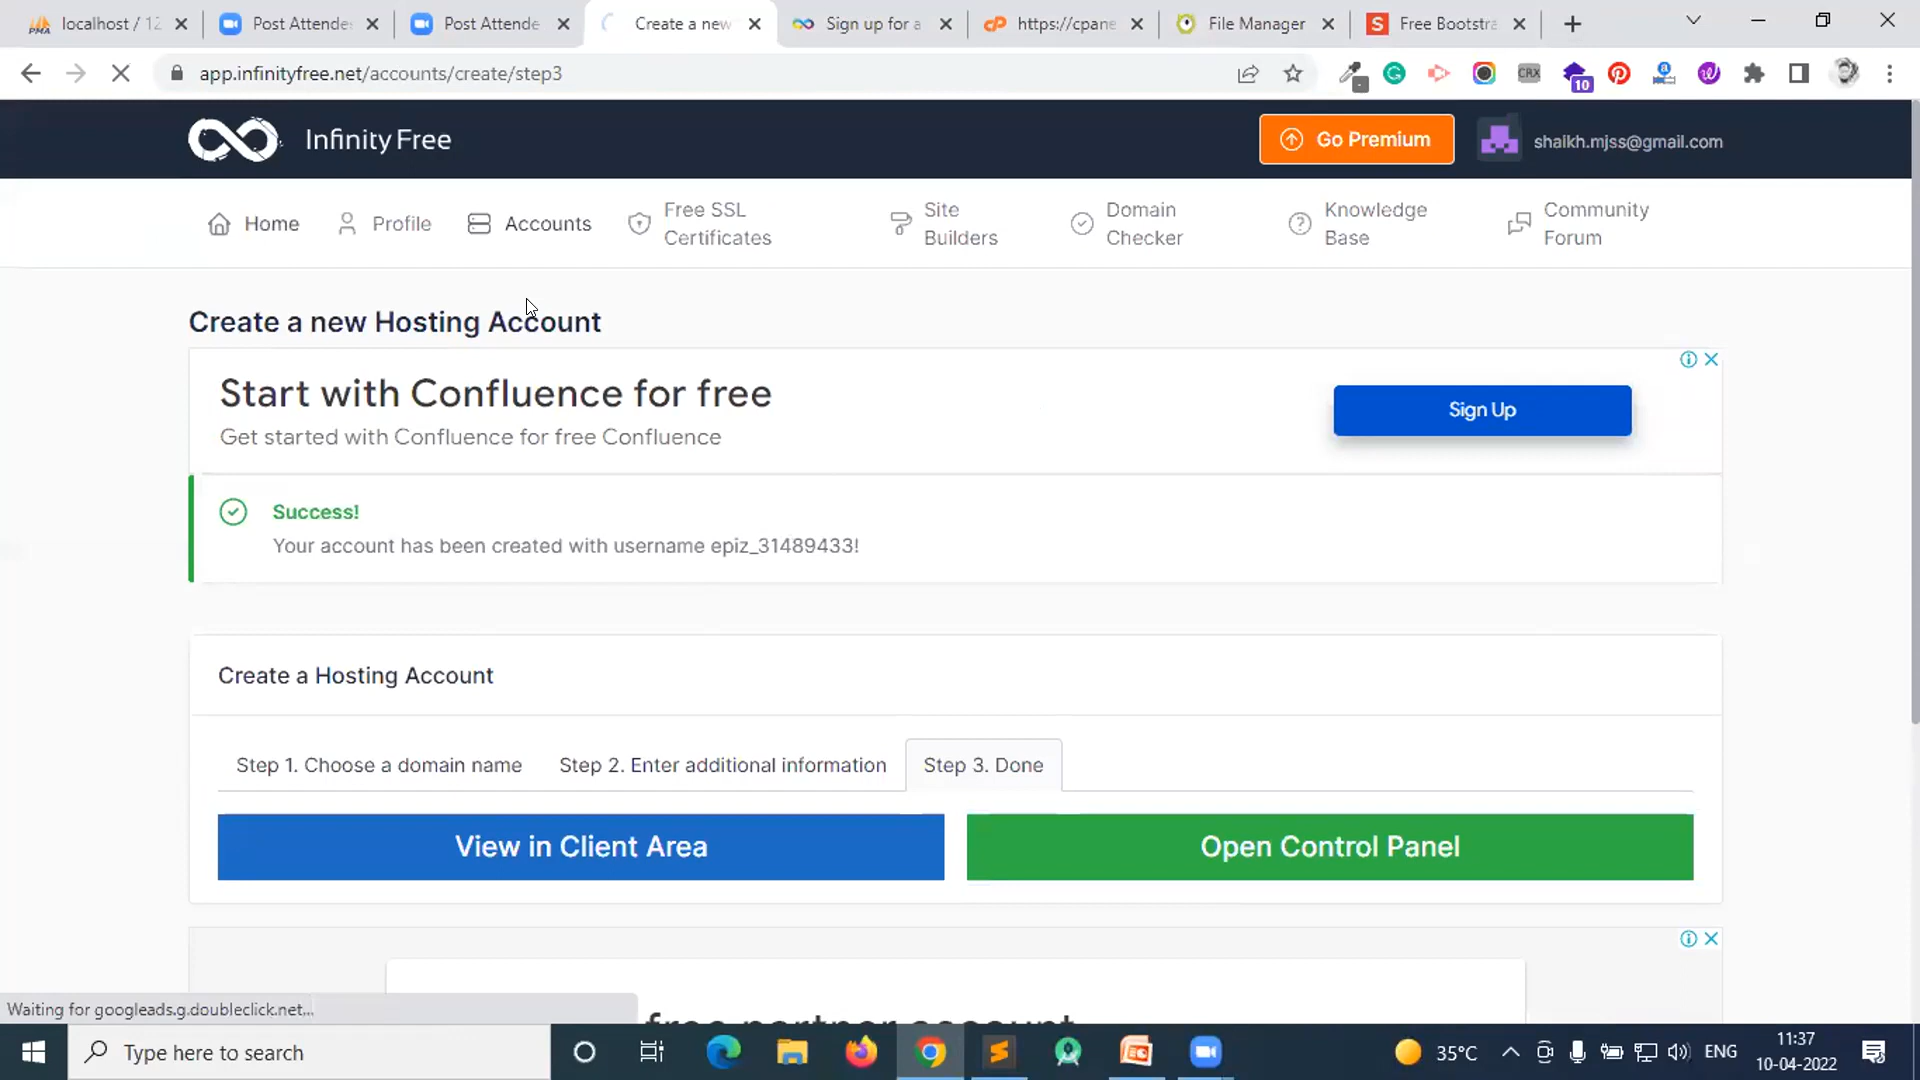 localhost / 12
Post Attende
Post Attende
Create a new
Sign up for a
https://cpane
File Manager
Free Bootstra
app.infinityfree.net/accounts/create/step3
CRX
10
Infinity Free
Go Premium
shaikh.mjss@gmail.com
Home
Profile
Accounts
Free SSL
Certificates
Site
Builders
Domain
Checker
Knowledge
Base
Community
Forum
Create a new Hosting Account
Start with Confluence for free
Get started with Confluence for free Confluence
Sign Up
Success!
Your account has been created with username epiz_31489433!
Create a Hosting Account
Step 1. Choose a domain name
Step 2. Enter additional information
Step 3. Done
View in Client Area
Open Control Panel
free partner account
Waiting for googleads.g.doubleclick.net...
Type here to search
35°C
ENG
11:37
10-04-2022